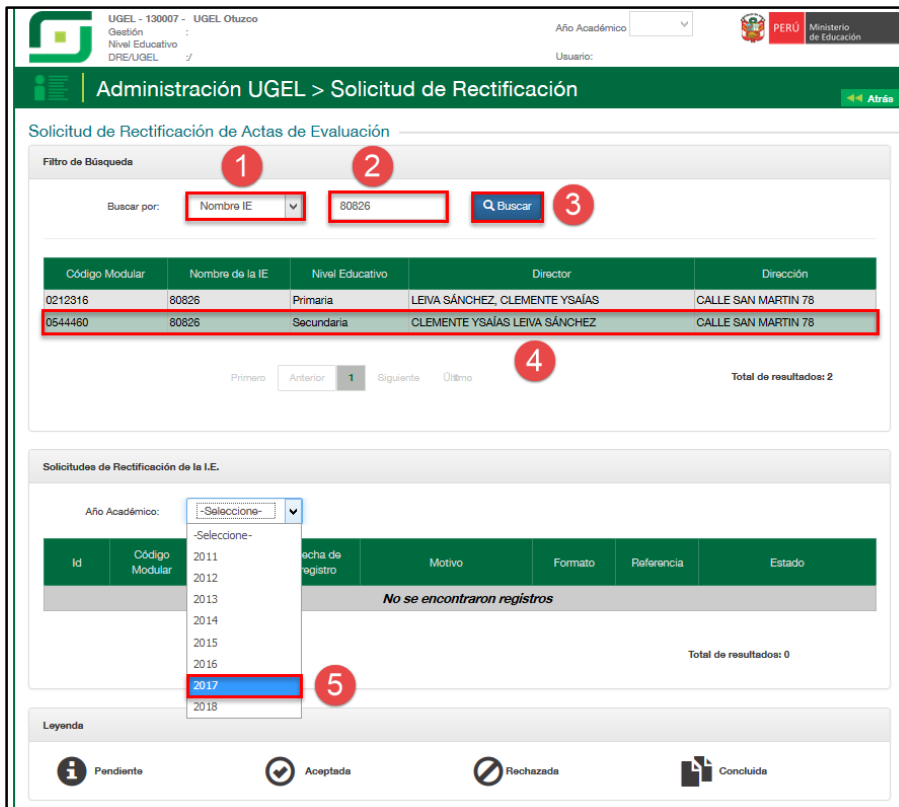 UGEL - 130007 - UGEL Otuzco
Gestión :
Nivel Educativo
DRE/UGEL :/
Año Académico
Usuario:
PERÚ Ministerio de Educación
Administración UGEL > Solicitud de Rectificación
Atrás
Solicitud de Rectificación de Actas de Evaluación
Filtro de Búsqueda
1 2
Buscar por: Nombre IE 80826 Buscar 3
Código Modular Nombre de la IE Nivel Educativo Director Dirección
0212316 80826 Primaria LEIVA SÁNCHEZ, CLEMENTE YSAÍAS CALLE SAN MARTIN 78
0544460 80826 Secundaria CLEMENTE YSAÍAS LEIVA SÁNCHEZ CALLE SAN MARTIN 78
4
Primero Anterior 1 Siguiente Último Total de resultados: 2
Solicitudes de Rectificación de la I.E.
Año Académico: -Seleccione-
-Seleccione-
2011
2012
2013
2014
2015
2016
2017 5
2018
Id Código Modular echa de registro Motivo Formato Referencia Estado
No se encontraron registros
Total de resultados: 0
Leyenda
Pendiente Aceptada Rechazada Concluida